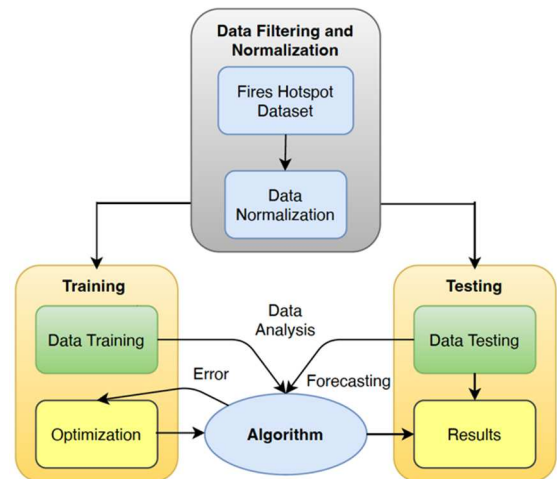 Data Filtering and
Normalization
Fires Hotspot
Dataset
Data
Normalization
Training
Testing
Data Training
Data
Analysis
Data Testing
Error
Forecasting
Optimization
Algorithm
Results